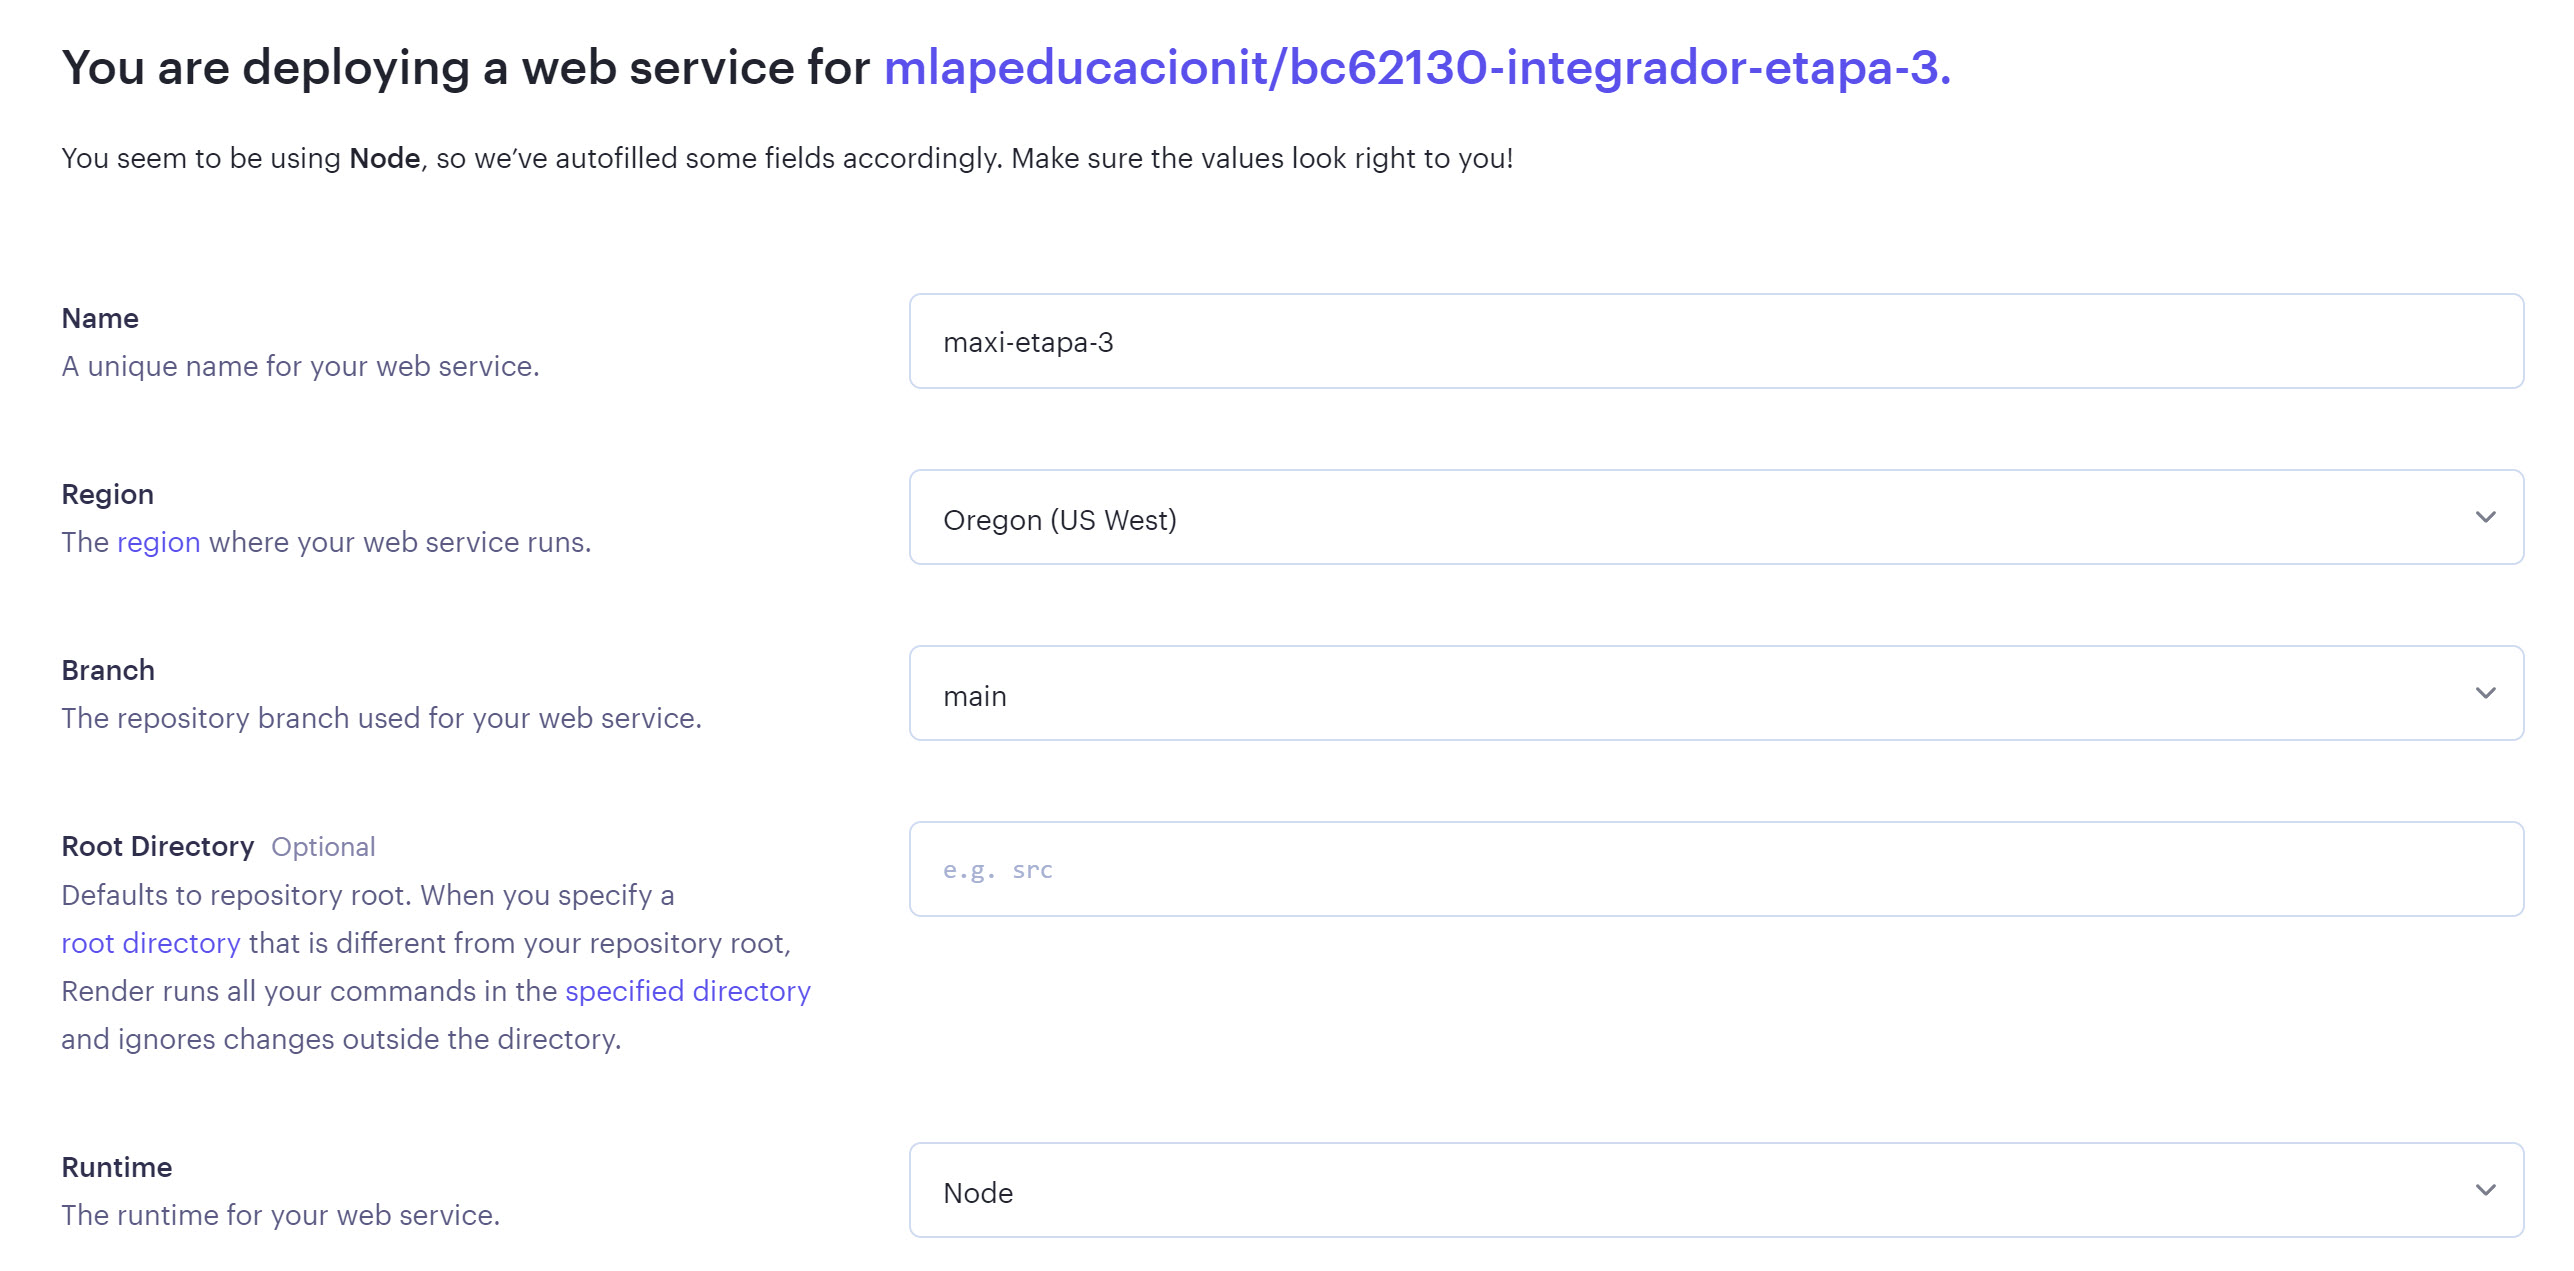 You are deploying a web service for mlapeducacionit/bc62130-integrador-etapa-3.
You seem to be using Node, so we’ve autofilled some fields accordingly. Make sure the values look right to you!
Name
A unique name for your web service.
maxi-etapa-3
Region
The region where your web service runs.
Oregon (US West)
Branch
The repository branch used for your web service.
main
Root Directory Optional
Defaults to repository root. When you specify a
root directory that is different from your repository root,
Render runs all your commands in the specified directory
and ignores changes outside the directory.
e.g. src
Runtime
The runtime for your web service.
Node